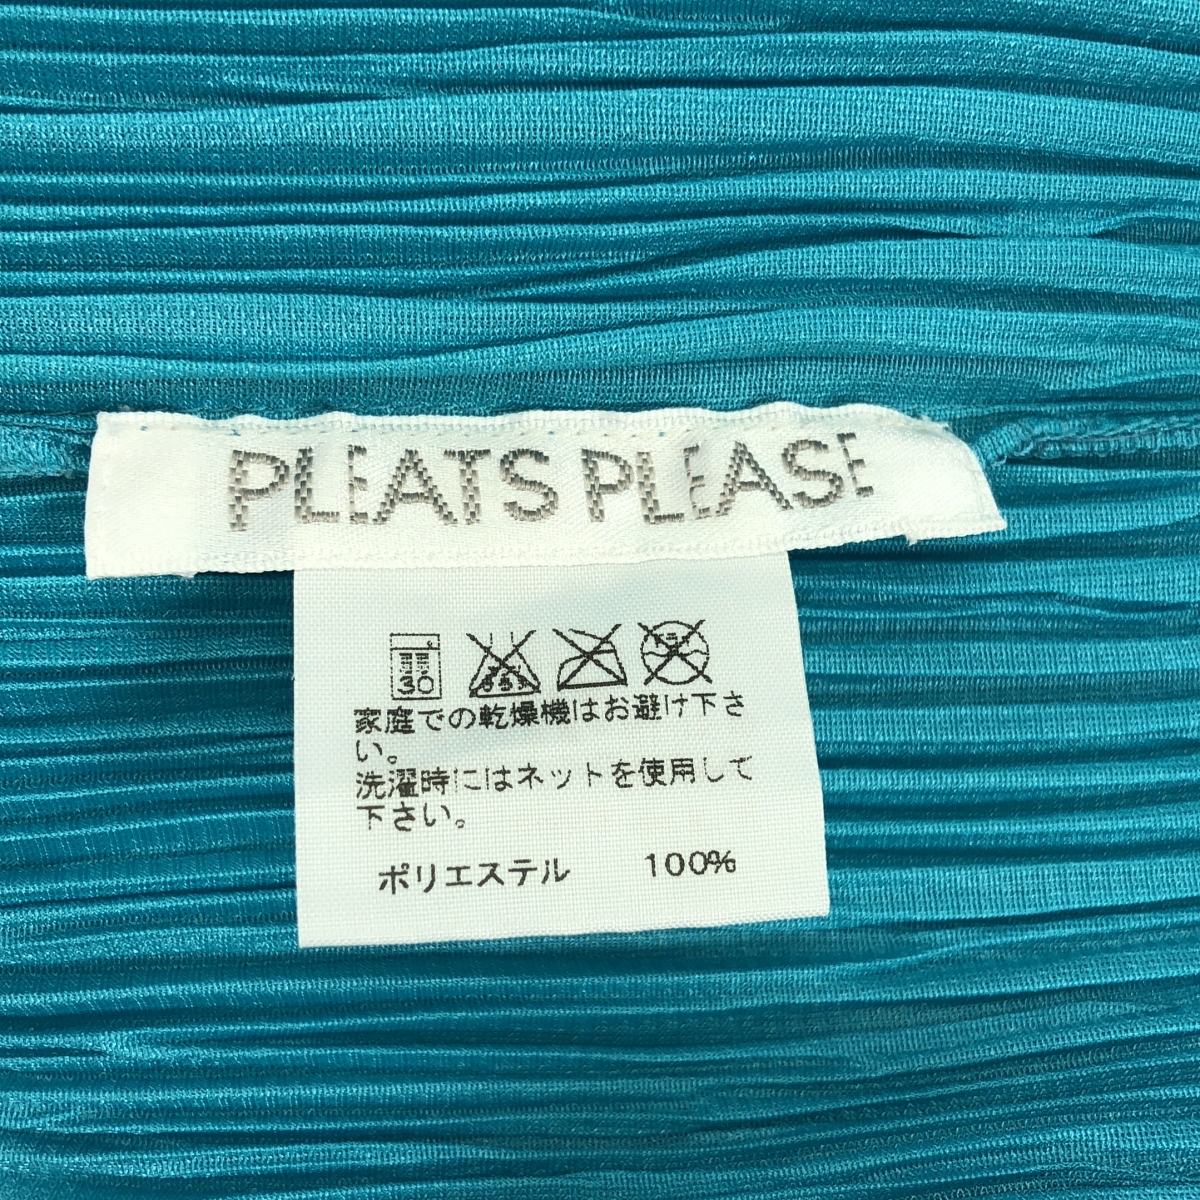 PLEATS PLEASE
30
家庭での乾燥機はお避け下さ
い。
洗濯時にはネットを使用して
下さい。
ポリエステル 100%